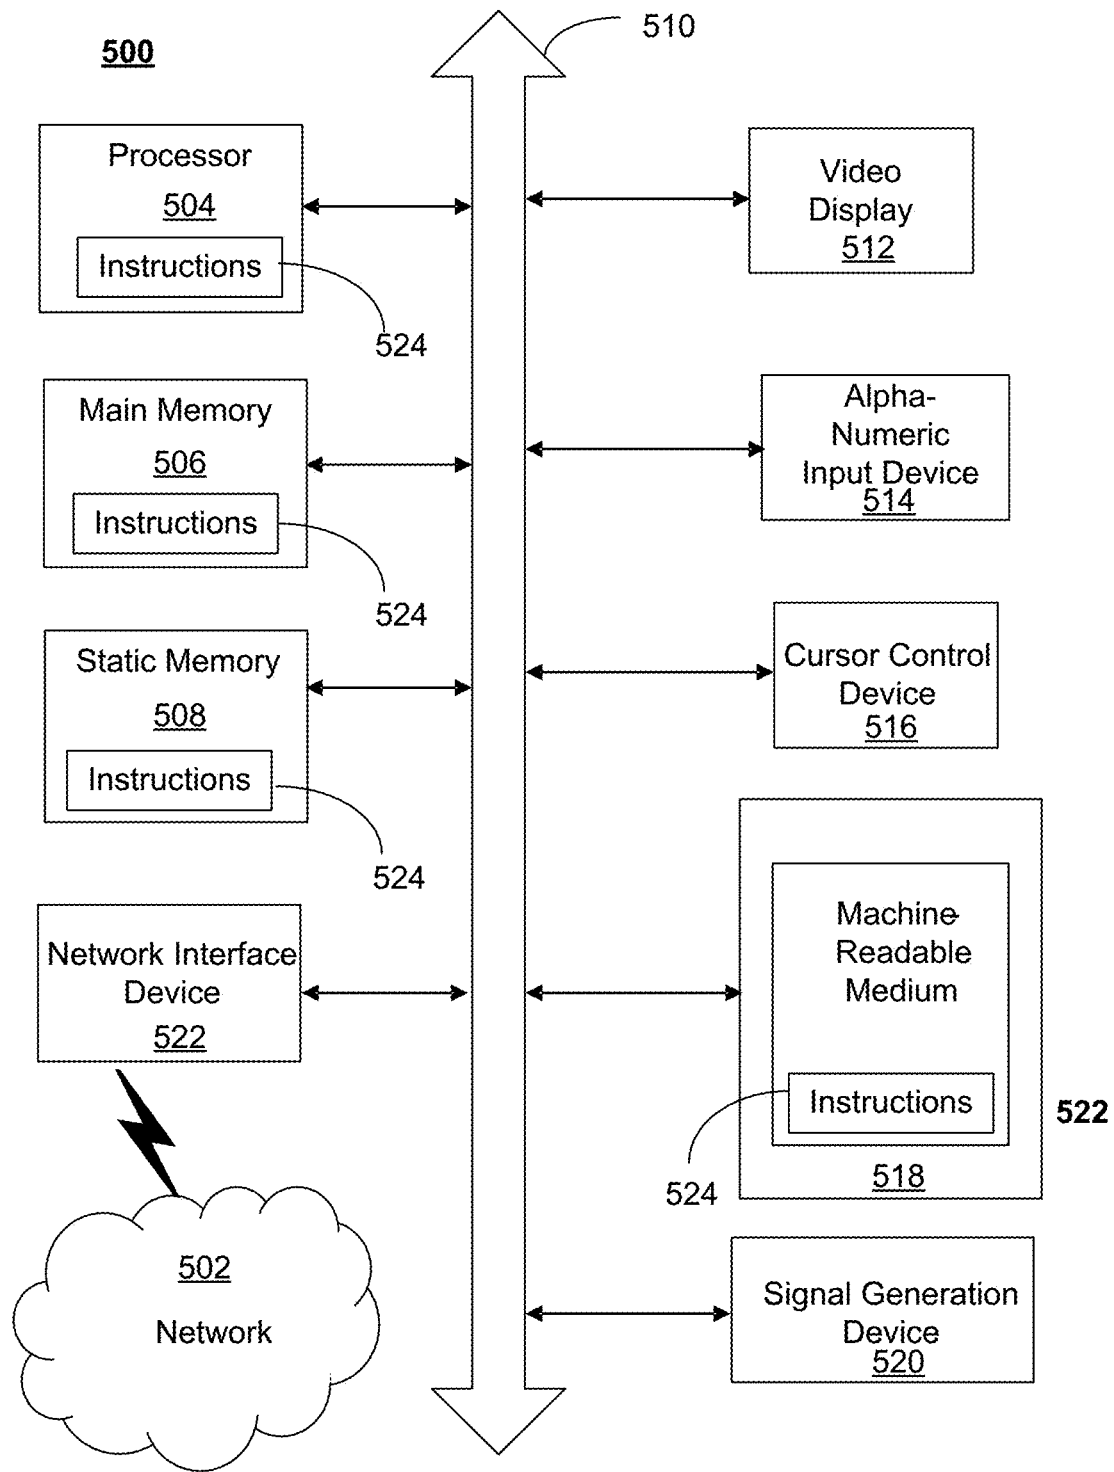 500
510
Processor
504
Instructions
524
Main Memory
506
Instructions
524
Static Memory
508
Instructions
524
Network Interface
Device
522
502
Network
Video
Display
512
Alpha-
Numeric
Input Device
514
Cursor Control
Device
516
Machine-
Readable
Medium
Instructions
524
518
522
Signal Generation
Device
520